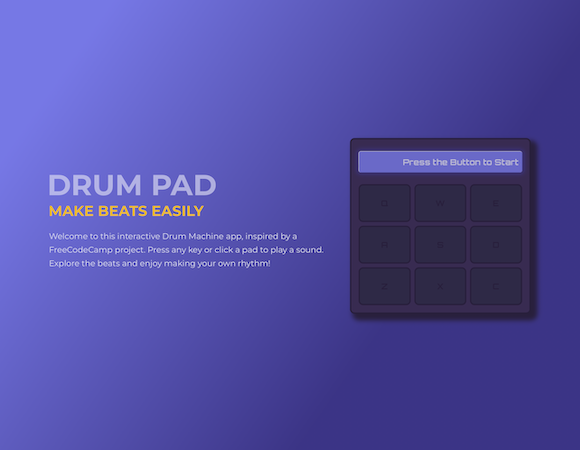 DRUM PAD
MAKE BEATS EASILY
Welcome to this interactive Drum Machine app, inspired by a
FreeCodeCamp project. Press any key or click a pad to play a sound.
Explore the beats and enjoy making your own rhythm!
Press the Button to Start
Q W E
A S D
Z X C